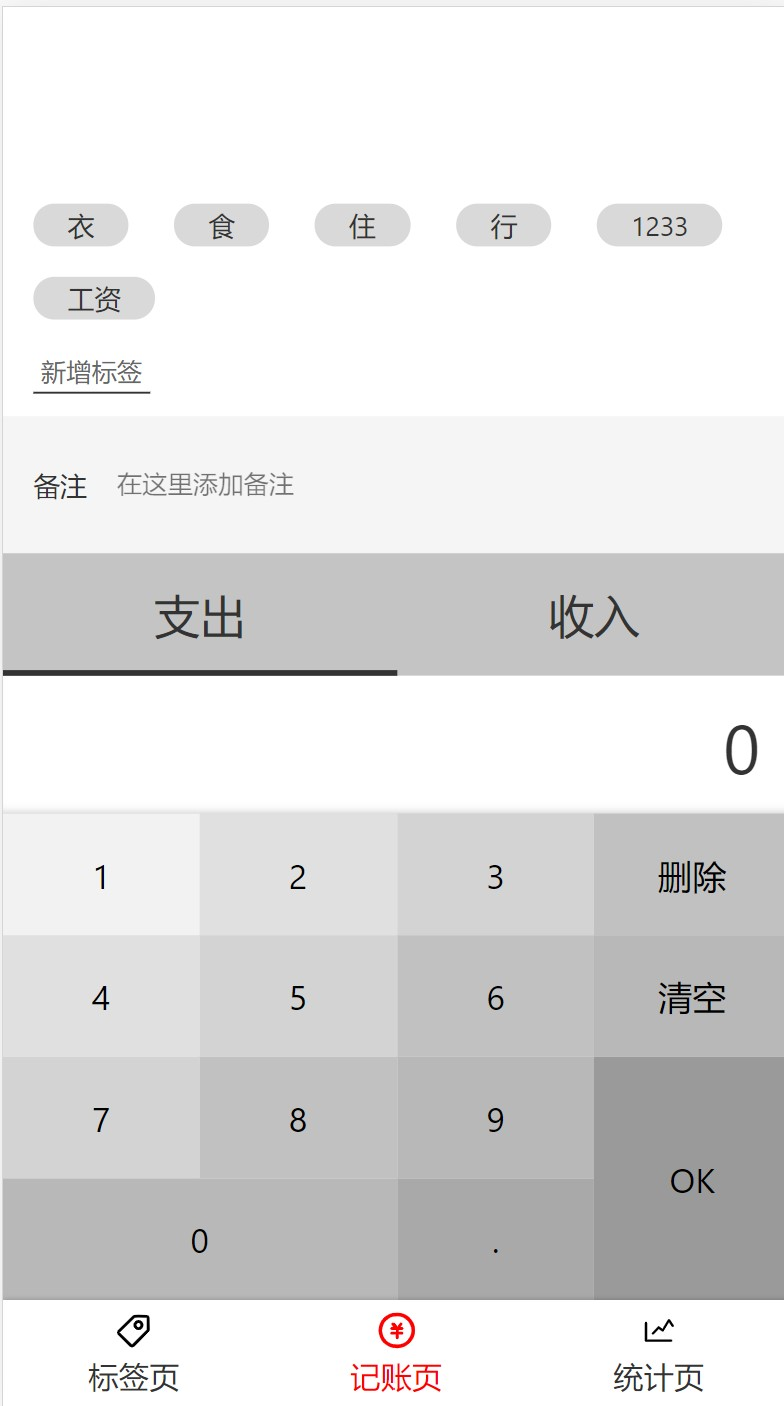 衣 食 住 行 1233
工资
新增标签
备注 在这里添加备注
支出 收入
0
1 2 3 删除
4 5 6 清空
7 8 9
OK
0 .
标签页 记账页 统计页